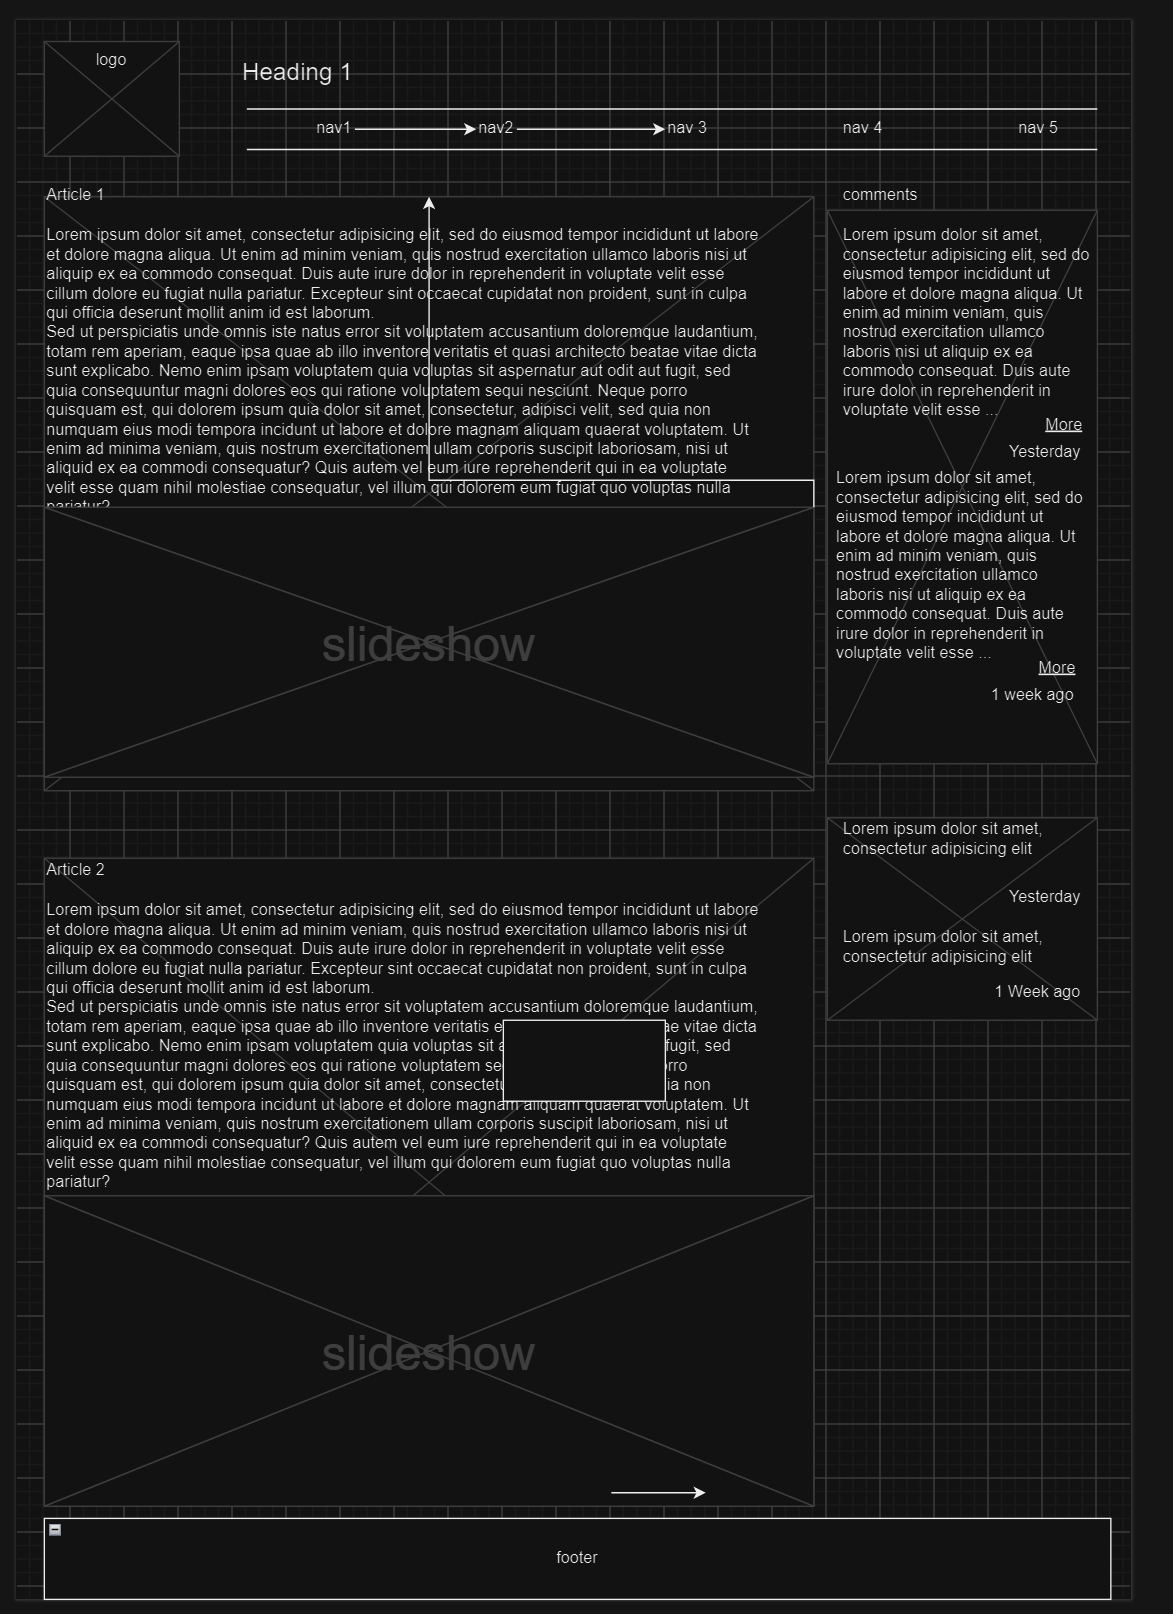 logo
Heading 1
nav1
nav2
nav 3
nav 4
nav 5
Article 1
Lorem ipsum dolor sit amet, consectetur adipisicing elit, sed do eiusmod tempor incididunt ut labore
et dolore magna aliqua. Ut enim ad minim veniam, quis nostrud exercitation ullamco laboris nisi ut
aliquip ex ea commodo consequat. Duis aute irure dolor in reprehenderit in voluptate velit esse
cillum dolore eu fugiat nulla pariatur. Excepteur sint occaecat cupidatat non proident, sunt in culpa
qui officia deserunt mollit anim id est laborum.
Sed ut perspiciatis unde omnis iste natus error sit voluptatem accusantium doloremque laudantium,
totam rem aperiam, eaque ipsa quae ab illo inventore veritatis et quasi architecto beatae vitae dicta
sunt explicabo. Nemo enim ipsam voluptatem quia voluptas sit aspernatur aut odit aut fugit, sed
quia consequuntur magni dolores eos qui ratione voluptatem sequi nesciunt. Neque porro
quisquam est, qui dolorem ipsum quia dolor sit amet, consectetur, adipisci velit, sed quia non
numquam eius modi tempora incidunt ut labore et dolore magnam aliquam quaerat voluptatem. Ut
enim ad minima veniam, quis nostrum exercitationem ullam corporis suscipit laboriosam, nisi ut
aliquid ex ea commodi consequatur? Quis autem vel eum iure reprehenderit qui in ea voluptate
velit esse quam nihil molestiae consequatur, vel illum qui dolorem eum fugiat quo voluptas nulla
pariatur?
slideshow
comments
Lorem ipsum dolor sit amet,
consectetur adipisicing elit, sed do
eiusmod tempor incididunt ut
labore et dolore magna aliqua. Ut
enim ad minim veniam, quis
nostrud exercitation ullamco
laboris nisi ut aliquip ex ea
commodo consequat. Duis aute
irure dolor in reprehenderit in
voluptate velit esse ...
More
Yesterday
Lorem ipsum dolor sit amet,
consectetur adipisicing elit, sed do
eiusmod tempor incididunt ut
labore et dolore magna aliqua. Ut
enim ad minim veniam, quis
nostrud exercitation ullamco
laboris nisi ut aliquip ex ea
commodo consequat. Duis aute
irure dolor in reprehenderit in
voluptate velit esse ...
More
1 week ago
Lorem ipsum dolor sit amet,
consectetur adipisicing elit
Yesterday
Lorem ipsum dolor sit amet,
consectetur adipisicing elit
1 Week ago
Article 2
Lorem ipsum dolor sit amet, consectetur adipisicing elit, sed do eiusmod tempor incididunt ut labore
et dolore magna aliqua. Ut enim ad minim veniam, quis nostrud exercitation ullamco laboris nisi ut
aliquip ex ea commodo consequat. Duis aute irure dolor in reprehenderit in voluptate velit esse
cillum dolore eu fugiat nulla pariatur. Excepteur sint occaecat cupidatat non proident, sunt in culpa
qui officia deserunt mollit anim id est laborum.
Sed ut perspiciatis unde omnis iste natus error sit voluptatem accusantium doloremque laudantium,
totam rem aperiam, eaque ipsa quae ab illo inventore veritatis vitae dicta
sunt explicabo. Nemo enim ipsam voluptatem quia voluptas sit fugit, sed
quia consequuntur magni dolores eos qui ratione voluptatem
quisquam est, qui dolorem ipsum quia dolor sit amet, non
numquam eius modi tempora incidunt ut labore et dolore magnam aliquam quaerat voluptatem. Ut
enim ad minima veniam, quis nostrum exercitationem ullam corporis suscipit laboriosam, nisi ut
aliquid ex ea commodi consequatur? Quis autem vel eum iure reprehenderit qui in ea voluptate
velit esse quam nihil molestiae consequatur, vel illum qui dolorem eum fugiat quo voluptas nulla
pariatur?
slideshow
footer